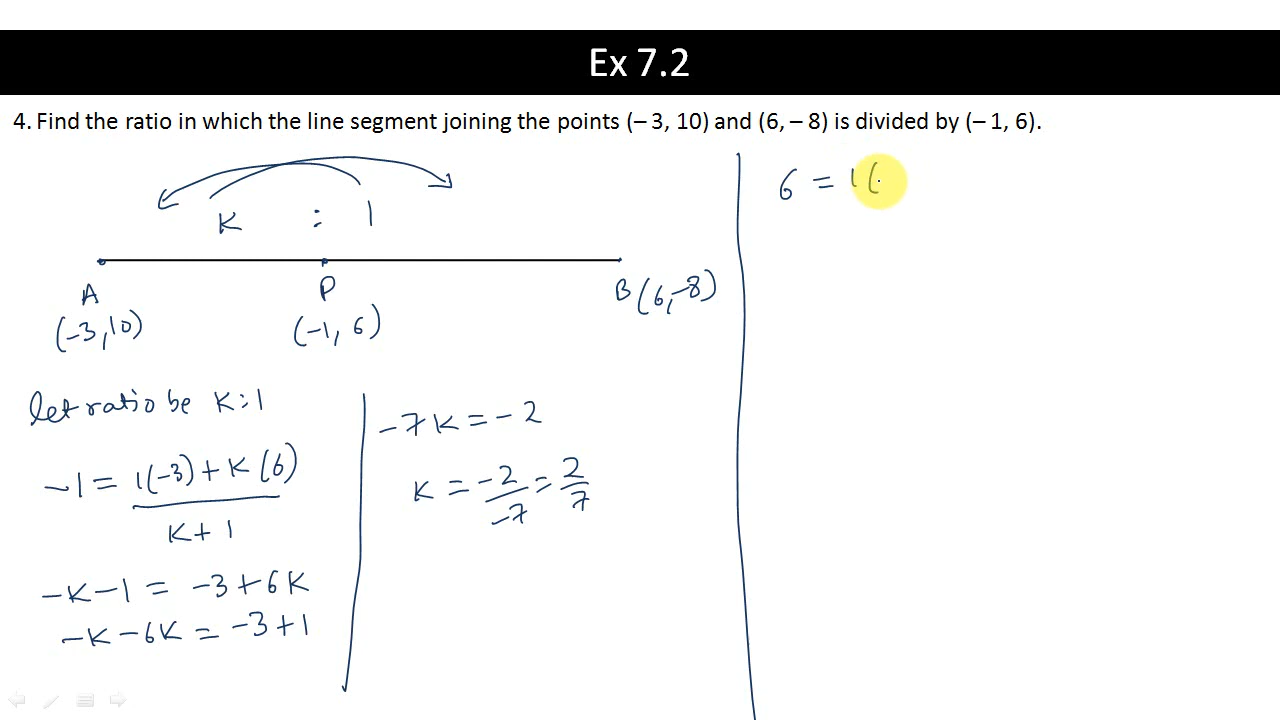 Ex 7.2
4. Find the ratio in which the line segment joining the points (– 3, 10) and (6, – 8) is divided by (– 1, 6).
K : 1
A
P
B (6, -8)
(-3, 10)
(-1, 6)
let ratio be K:1
-1 = 1(-3) + K (6)
K + 1
-K - 1 = -3 + 6K
-K - 6K = -3 + 1
-7K = -2
K = -2/-7 = 2/7
6 = 1(